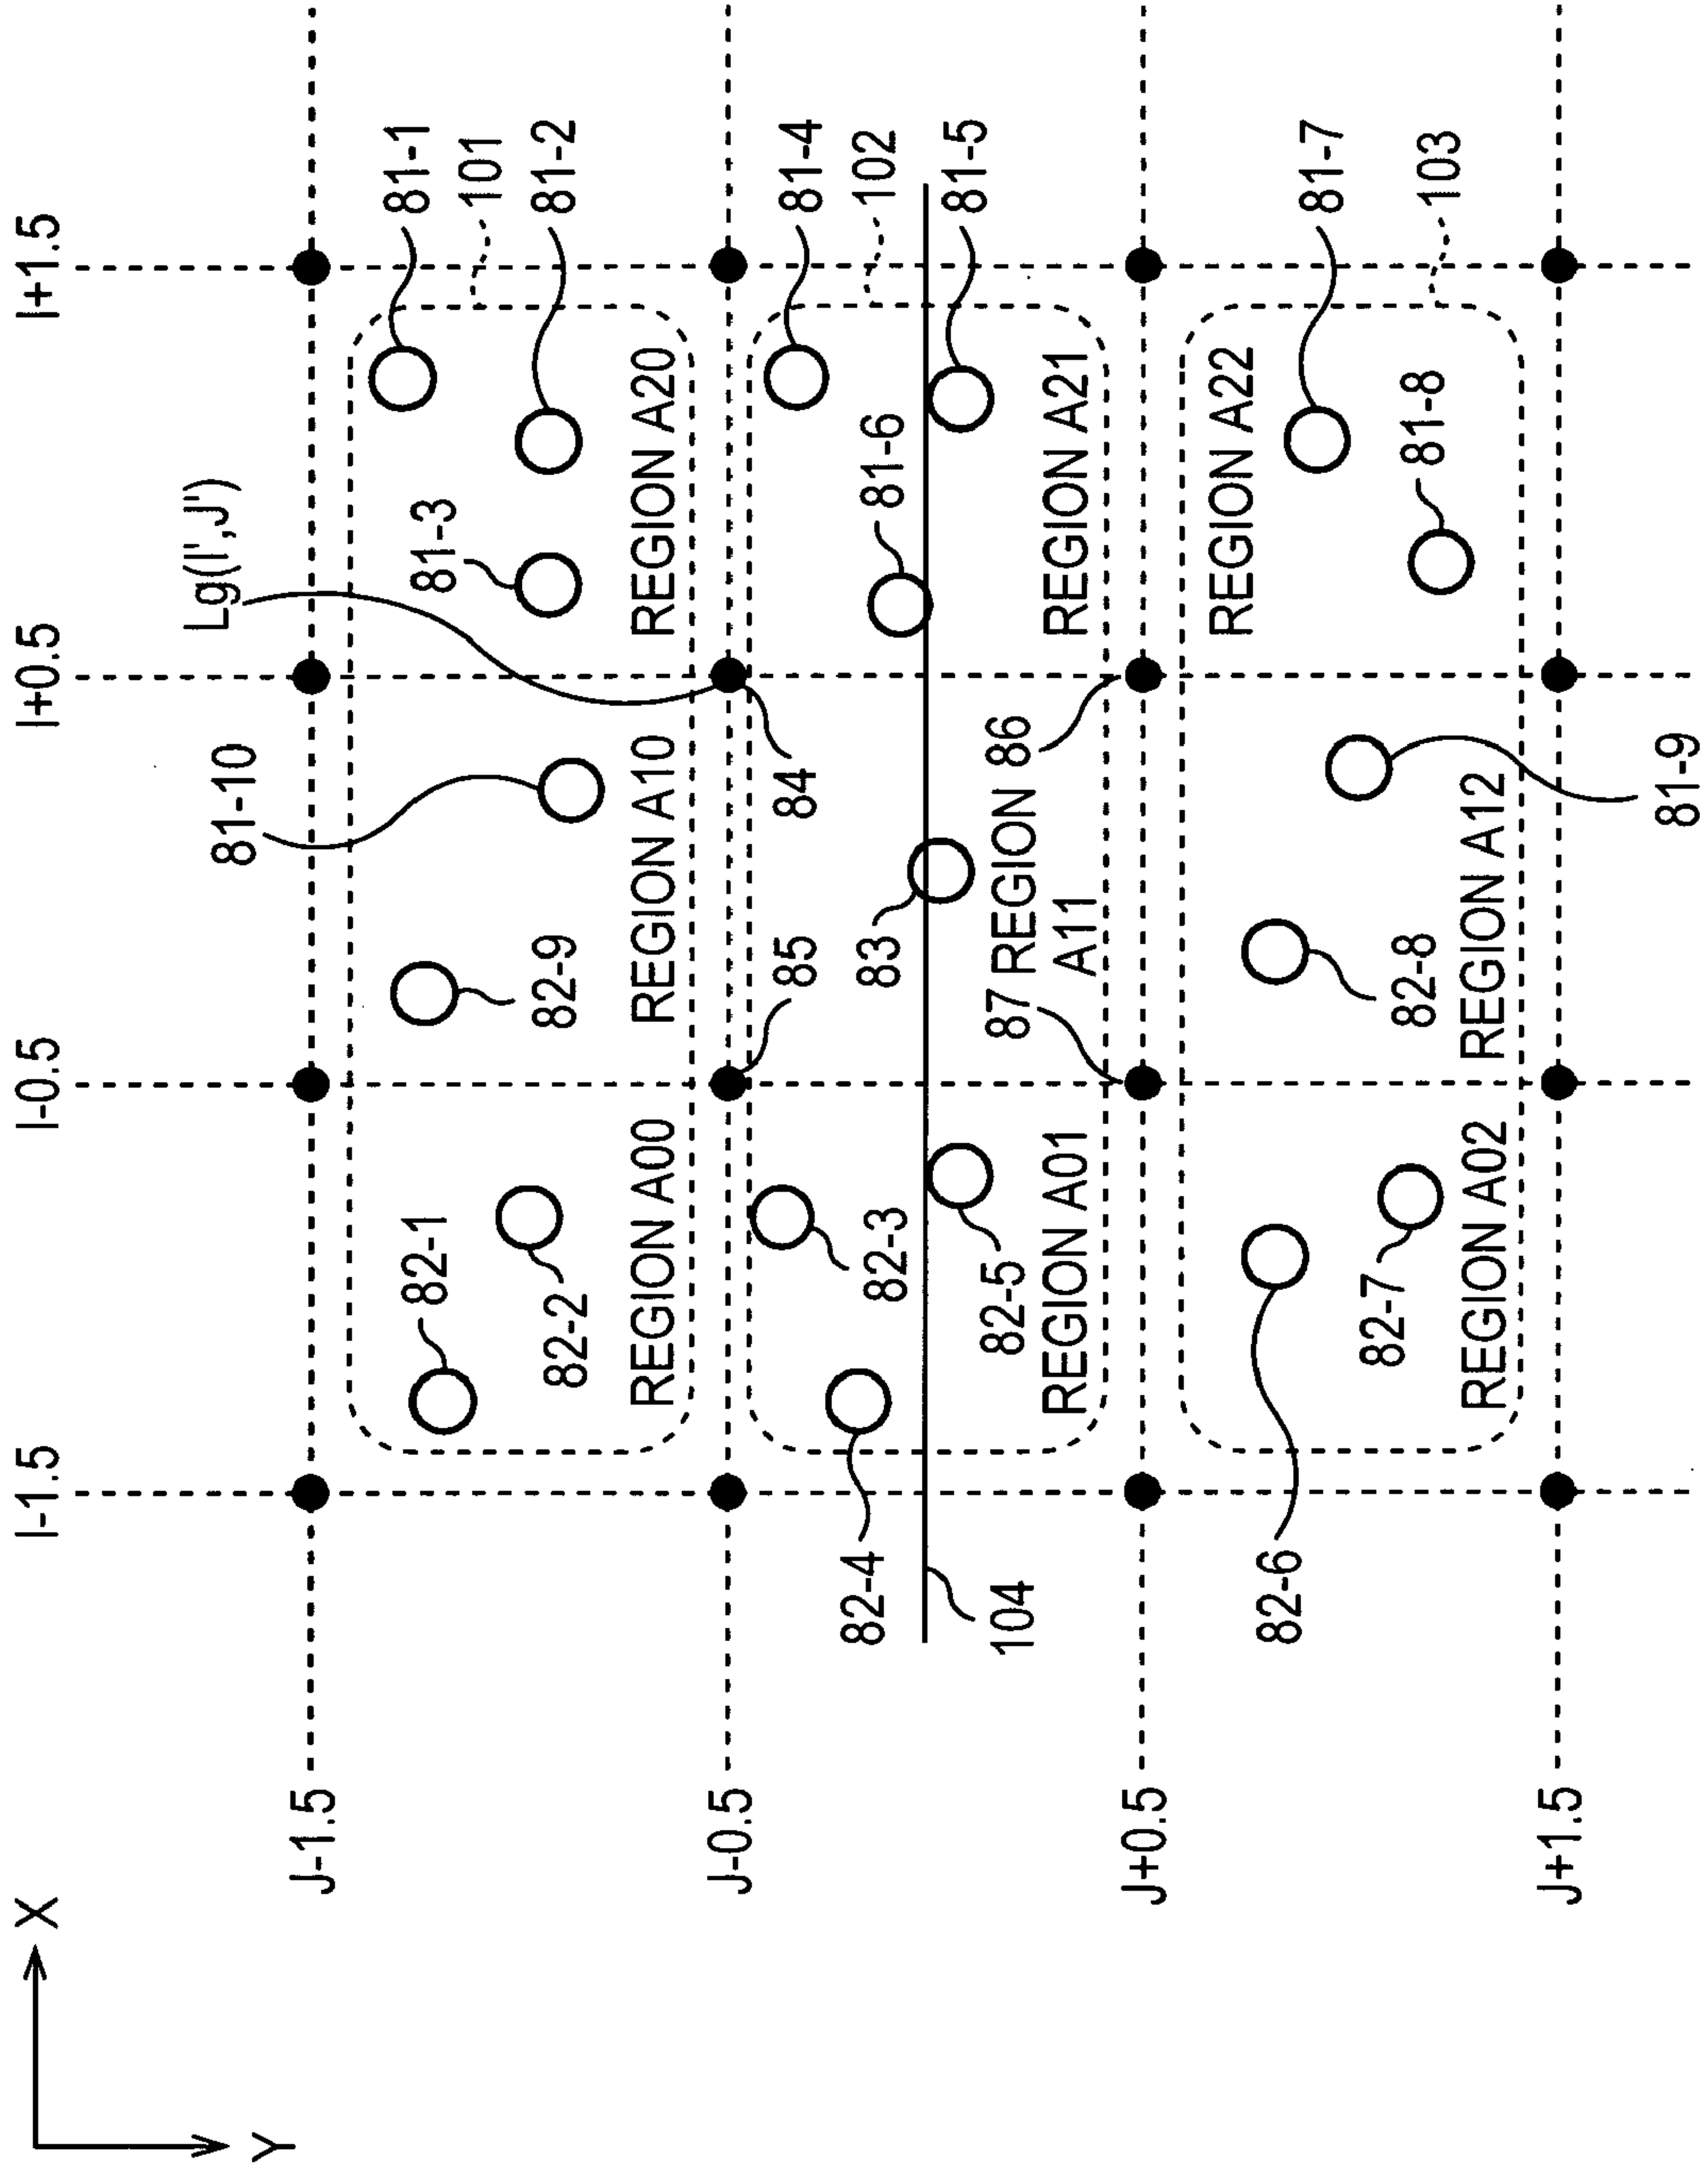 X
I-1.5
I-0.5
I+0.5
I+1.5
Lg(I',J')
81-10
Y
J-1.5
82-1
81-3
81-1
101
82-2
82-9
81-2
REGION A00
REGION A10
REGION A20
J-0.5
85
84
81-4
82-4
82-3
83
81-6
102
81-5
104
82-5
87
REGION
A11
86
REGION A01
REGION A21
J+0.5
REGION A22
82-6
81-7
82-7
82-8
81-8
103
REGION A02
REGION A12
J+1.5
81-9